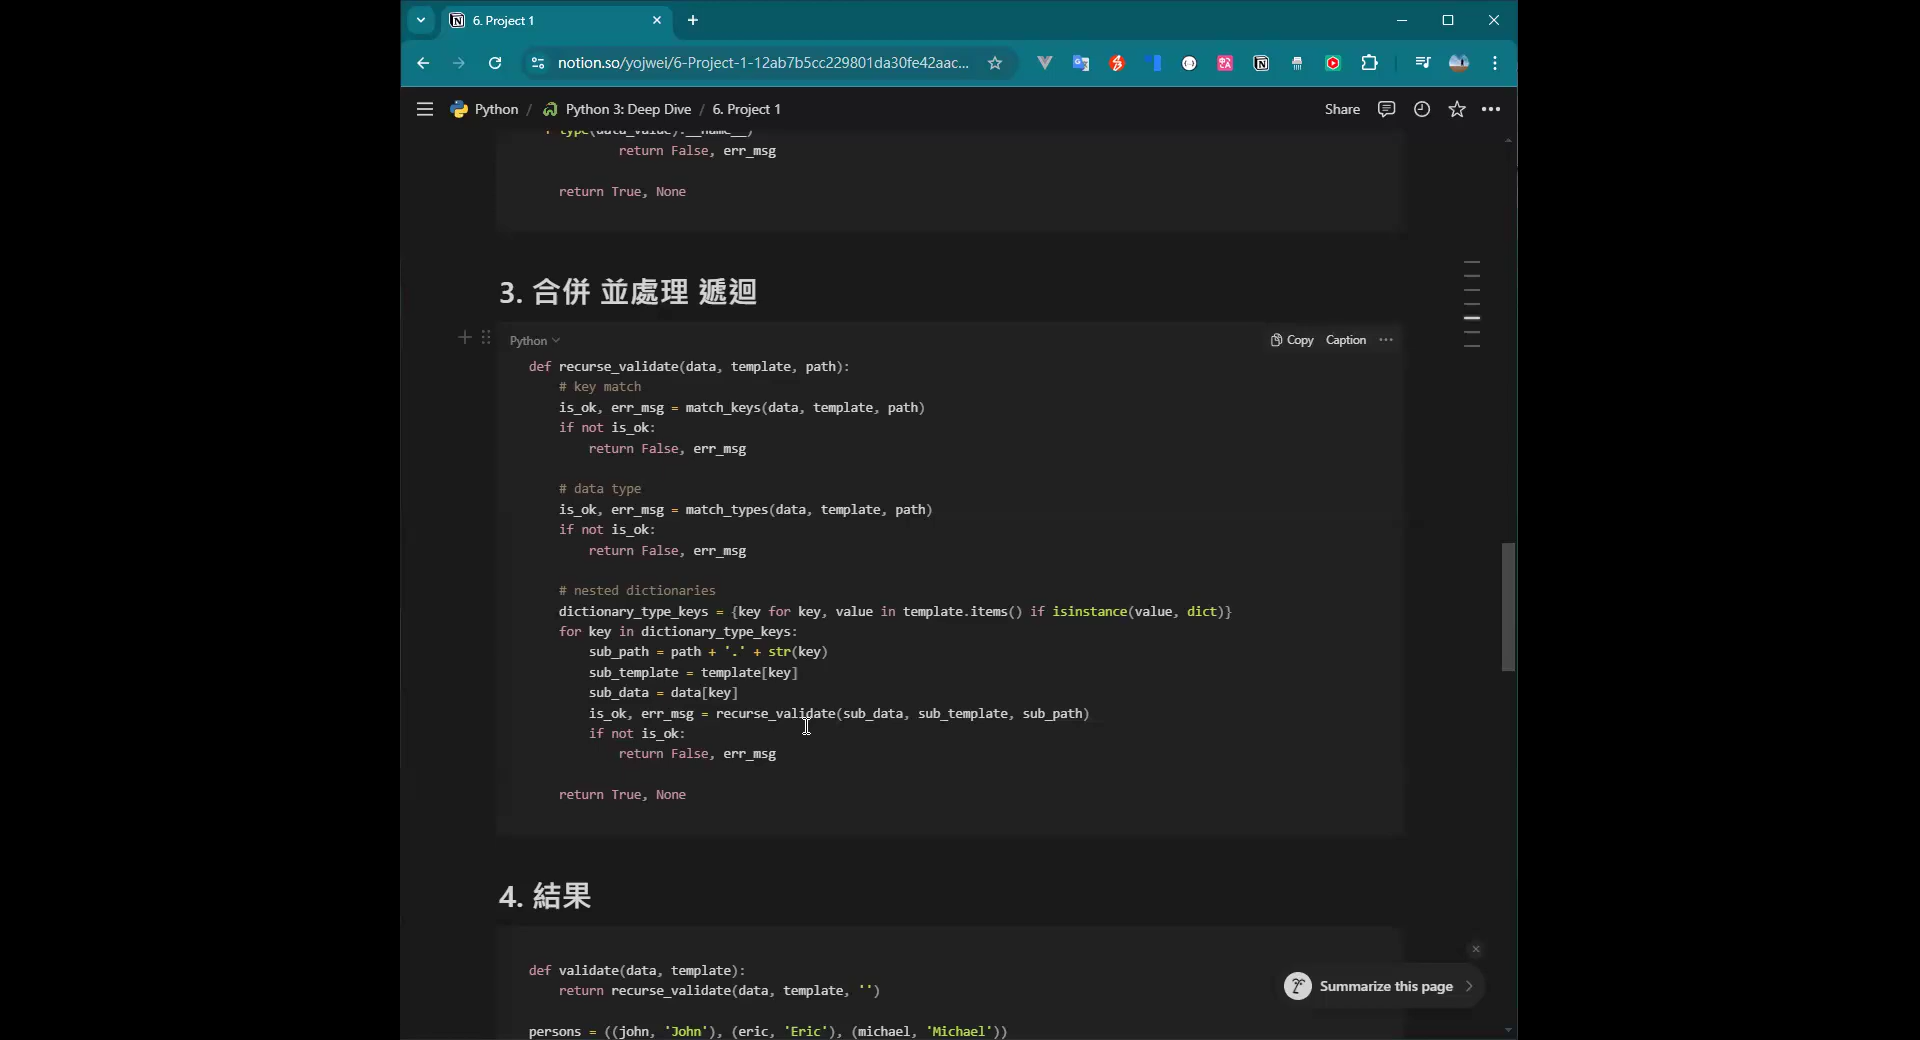 6. Project 1
notion.so/yojwei/6-Project-1-12ab7b5cc229801da30fe42aac...
Python / Python 3: Deep Dive / 6. Project 1
Share
+ type(data_value).__name__)
return False, err_msg
return True, None
3. 合併 並處理 遞迴
Python
Copy Caption
def recurse_validate(data, template, path):
# key match
is_ok, err_msg = match_keys(data, template, path)
if not is_ok:
return False, err_msg
# data type
is_ok, err_msg = match_types(data, template, path)
if not is_ok:
return False, err_msg
# nested dictionaries
dictionary_type_keys = {key for key, value in template.items() if isinstance(value, dict)}
for key in dictionary_type_keys:
sub_path = path + '.' + str(key)
sub_template = template[key]
sub_data = data[key]
is_ok, err_msg = recurse_validate(sub_data, sub_template, sub_path)
if not is_ok:
return False, err_msg
return True, None
4. 結果
def validate(data, template):
return recurse_validate(data, template, '')
Summarize this page
persons = ((john, 'John'), (eric, 'Eric'), (michael, 'Michael'))